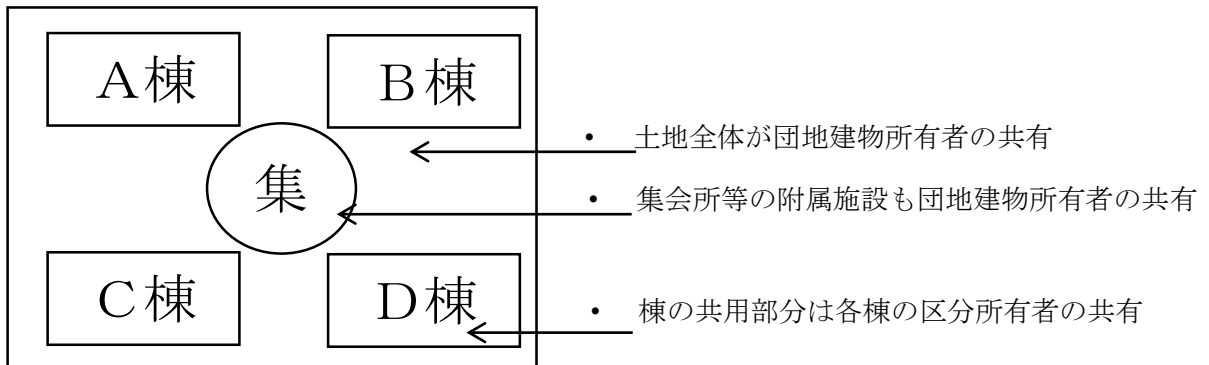 A棟
B棟
・ 土地全体が団地建物所有者の共有
集
・ 集会所等の附属施設も団地建物所有者の共有
C棟
D棟
・ 棟の共用部分は各棟の区分所有者の共有